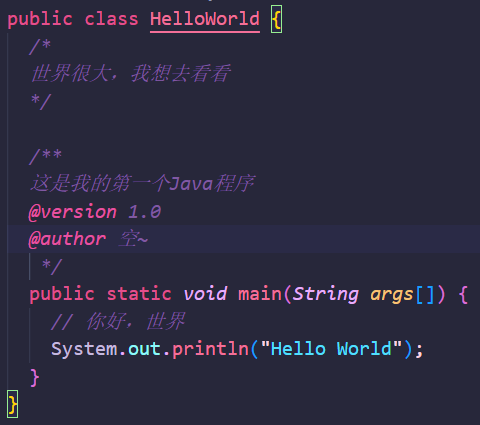 public class HelloWorld {
/*
世界很大，我想去看看
*/
/**
这是我的第一个Java程序
@version 1.0
@author 空~
*/
public static void main(String args[]) {
// 你好，世界
System.out.println("Hello World");
}
}